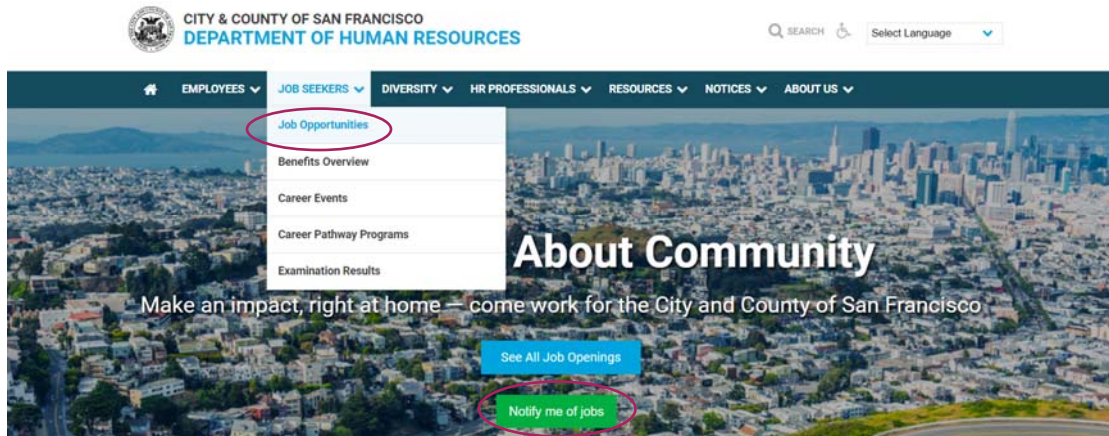 CITY & COUNTY OF SAN FRANCISCO
DEPARTMENT OF HUMAN RESOURCES
SEARCH
Select Language
EMPLOYEES
JOB SEEKERS
DIVERSITY
HR PROFESSIONALS
RESOURCES
NOTICES
ABOUT US
Job Opportunities
Benefits Overview
Career Events
Career Pathway Programs
Examination Results
About Community
Make an impact, right at home — come work for the City and County of San Francisco
See All Job Openings
Notify me of jobs